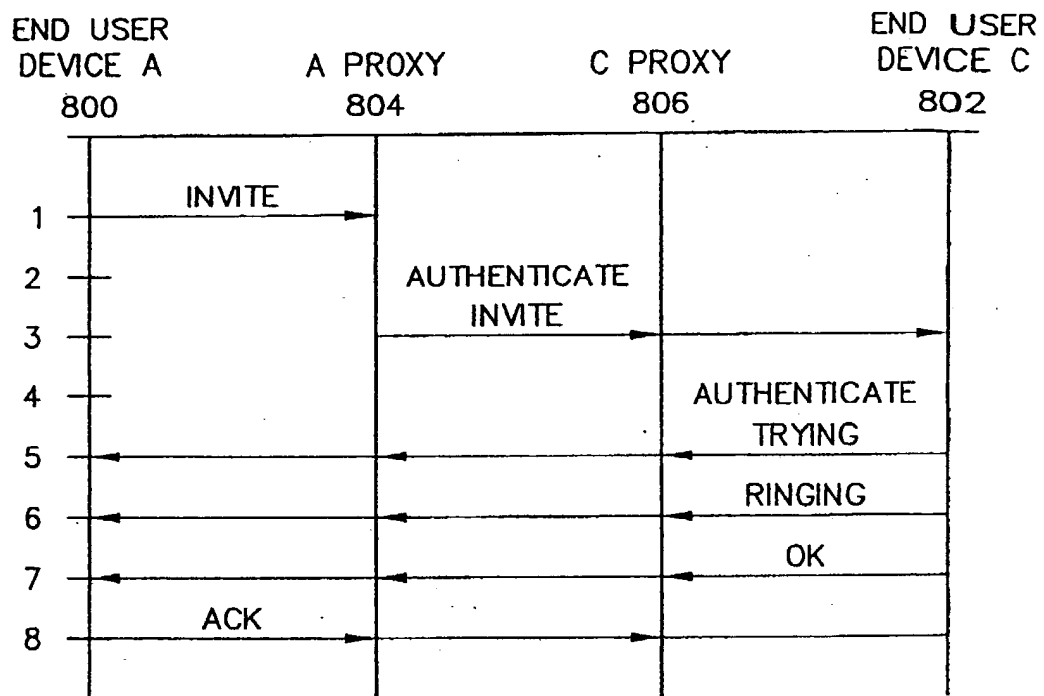 END USER
DEVICE A
800
A PROXY
804
C PROXY
806
END USER
DEVICE C
802
1
INVITE
2
AUTHENTICATE
3
INVITE
4
AUTHENTICATE
5
TRYING
6
RINGING
7
OK
8
ACK